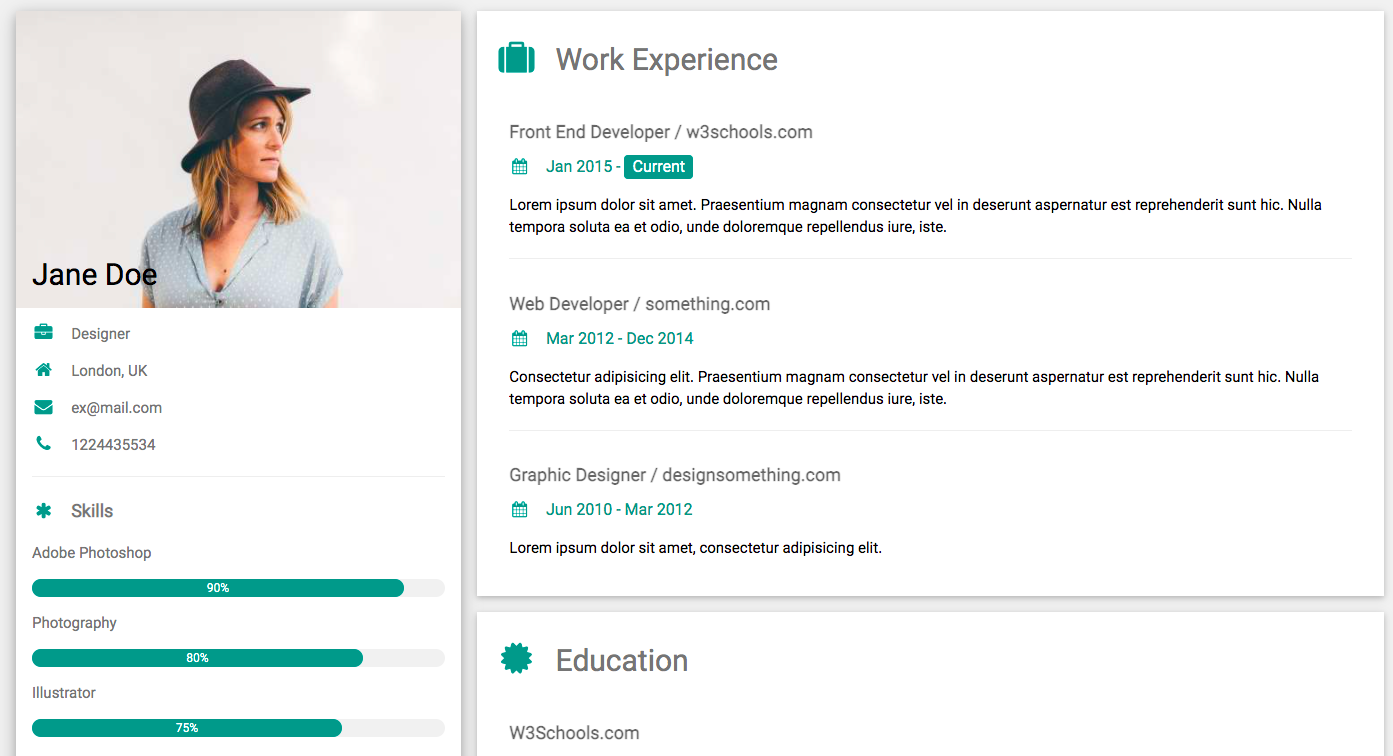 Jane Doe
Designer
London, UK
ex@mail.com
1224435534
Skills
Adobe Photoshop
90%
Photography
80%
Illustrator
75%
Work Experience
Front End Developer / w3schools.com
Jan 2015 - Current
Lorem ipsum dolor sit amet. Praesentium magnam consectetur vel in deserunt aspernatur est reprehenderit sunt hic. Nulla
tempora soluta ea et odio, unde doloremque repellendus iure, iste.
Web Developer / something.com
Mar 2012 - Dec 2014
Consectetur adipisicing elit. Praesentium magnam consectetur vel in deserunt aspernatur est reprehenderit sunt hic. Nulla
tempora soluta ea et odio, unde doloremque repellendus iure, iste.
Graphic Designer / designsomething.com
Jun 2010 - Mar 2012
Lorem ipsum dolor sit amet, consectetur adipisicing elit.
Education
W3Schools.com